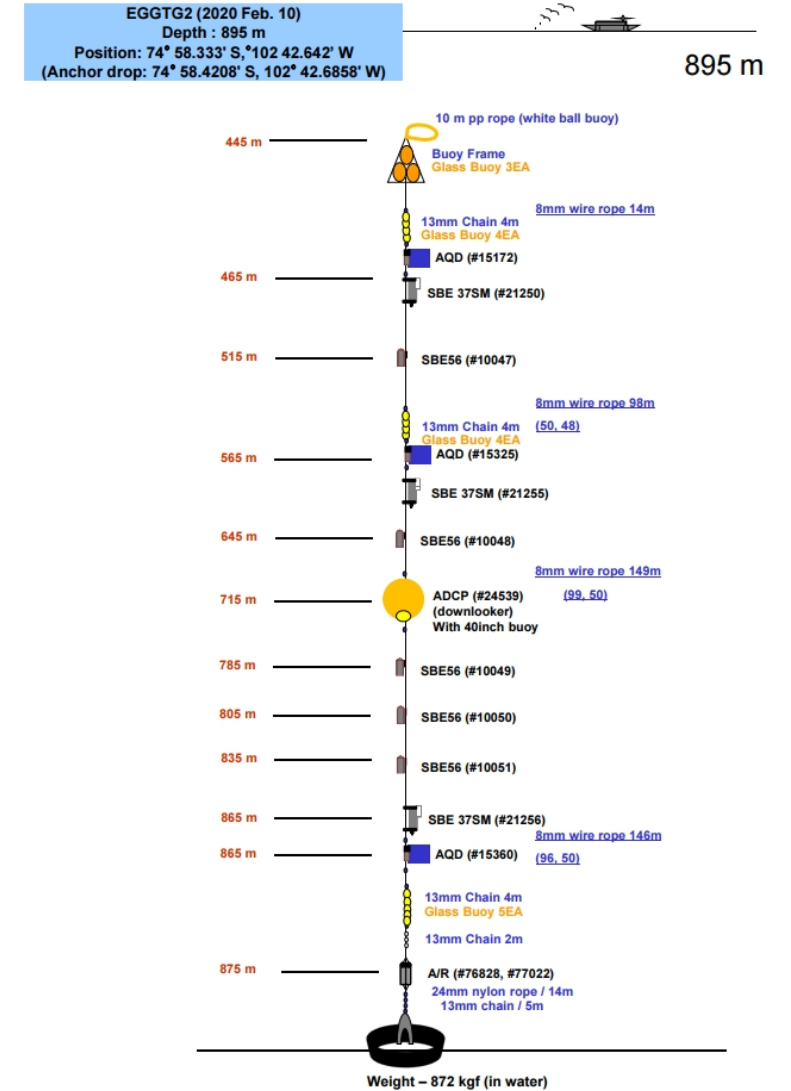 EGGTG2 (2020 Feb. 10)
Depth : 895 m
Position: 74° 58.333' S,°102 42.642' W
(Anchor drop: 74° 58.4208' S, 102° 42.6858' W)
895 m
10 m pp rope (white ball buoy)
445 m
Buoy Frame
Glass Buoy 3EA
8mm wire rope 14m
13mm Chain 4m
Glass Buoy 4EA
AQD (#15172)
465 m
SBE 37SM (#21250)
515 m
SBE56 (#10047)
8mm wire rope 98m
13mm Chain 4m
(50, 48)
Glass Buoy 4EA
AQD (#15325)
565 m
SBE 37SM (#21255)
645 m
SBE56 (#10048)
8mm wire rope 149m
(99, 50)
715 m
ADCP (#24539)
(downlooker)
With 40inch buoy
785 m
SBE56 (#10049)
805 m
SBE56 (#10050)
835 m
SBE56 (#10051)
865 m
SBE 37SM (#21256)
8mm wire rope 146m
865 m
AQD (#15360)
(96, 50)
13mm Chain 4m
Glass Buoy 5EA
13mm Chain 2m
875 m
A/R (#76828, #77022)
24mm nylon rope / 14m
13mm chain / 5m
Weight – 872 kgf (in water)